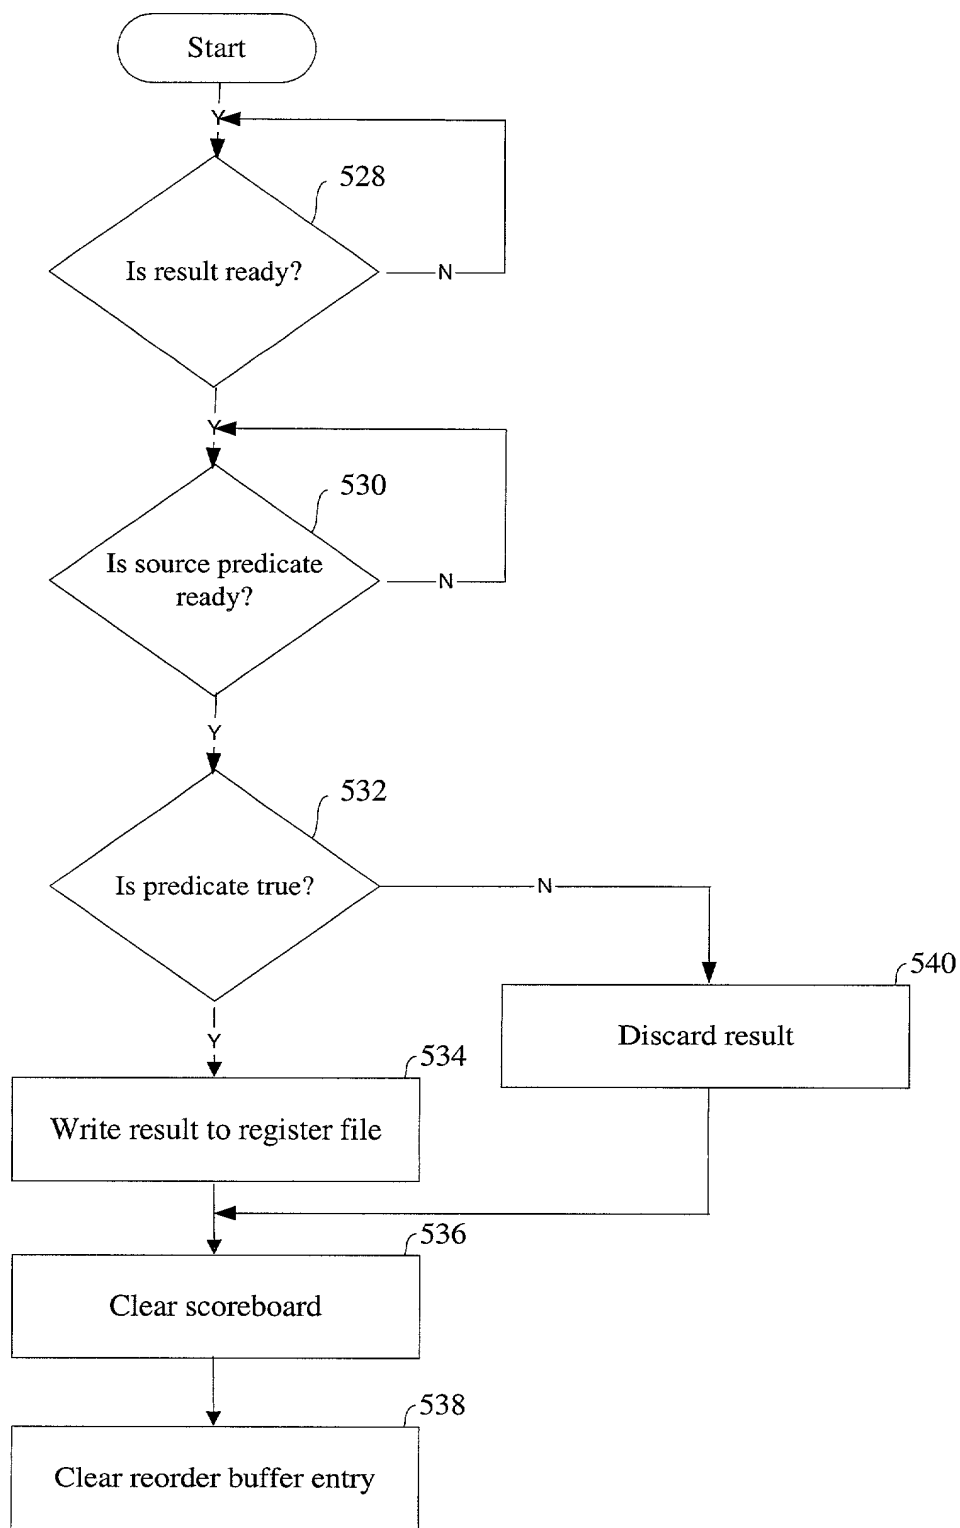 Start
Y
528
Is result ready?
N
Y
530
Is source predicate
ready?
N
Y
532
Is predicate true?
N
540
Discard result
Y
534
Write result to register file
536
Clear scoreboard
538
Clear reorder buffer entry